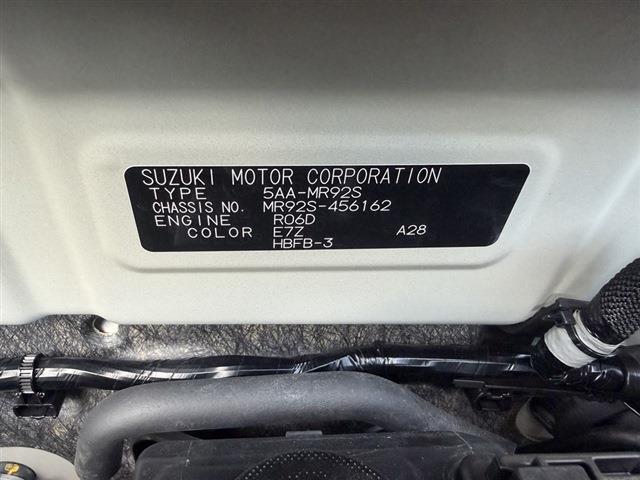 SUZUKI MOTOR CORPORATION
TYPE 5AA-MR92S
CHASSIS NO. MR92S-456162
ENGINE R06D
COLOR E7Z A28
HBFB-3